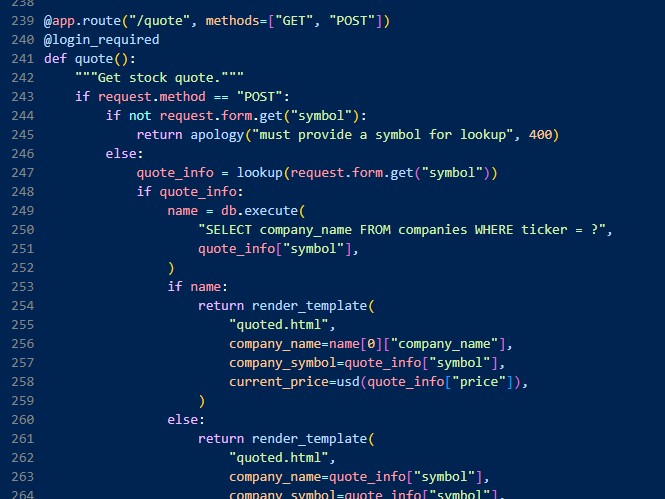 238
239 @app.route("/quote", methods=["GET", "POST"])
240 @login_required
241 def quote():
242     """Get stock quote."""
243     if request.method == "POST":
244         if not request.form.get("symbol"):
245             return apology("must provide a symbol for lookup", 400)
246         else:
247             quote_info = lookup(request.form.get("symbol"))
248             if quote_info:
249                 name = db.execute(
250                     "SELECT company_name FROM companies WHERE ticker = ?",
251                     quote_info["symbol"],
252                 )
253                 if name:
254                     return render_template(
255                         "quoted.html",
256                         company_name=name[0]["company_name"],
257                         company_symbol=quote_info["symbol"],
258                         current_price=usd(quote_info["price"]),
259                     )
260                 else:
261                     return render_template(
262                         "quoted.html",
263                         company_name=quote_info["symbol"],
264                         company_symbol=quote_info["symbol"],